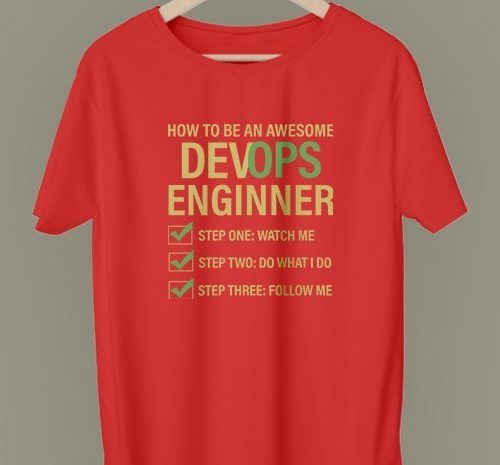 HOW TO BE AN AWESOME
DEVOPS
ENGINNER
STEP ONE: WATCH ME
STEP TWO: DO WHAT I DO
STEP THREE: FOLLOW ME